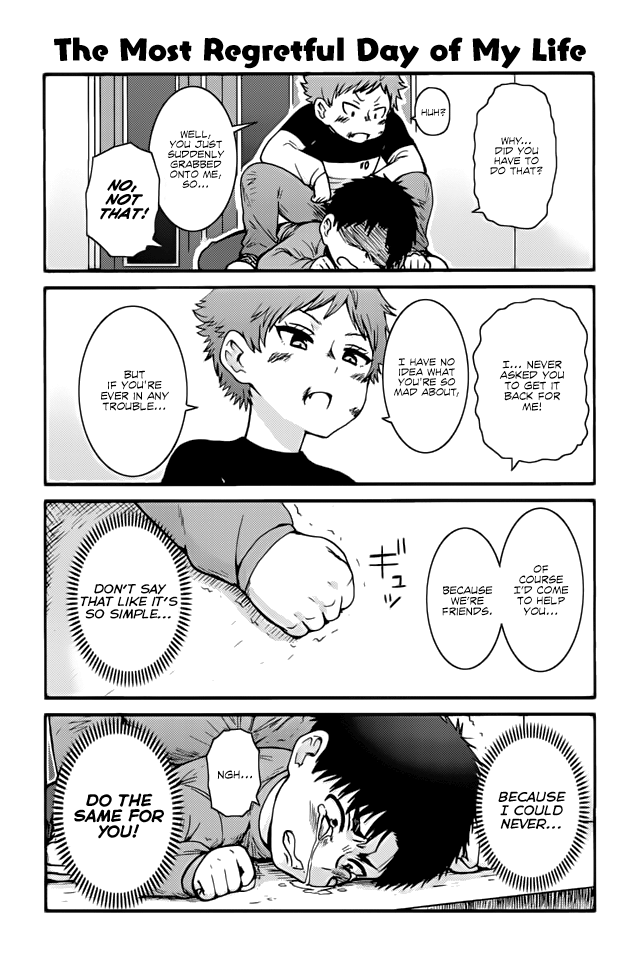 The Most Regretful Day of My Life
WHY...
DID YOU
HAVE TO
DO THAT?
HUH?
WELL,
YOU JUST
SUDDENLY
GRABBED
ONTO ME,
SO...
NO,
NOT
THAT!
10
I... NEVER
ASKED YOU
TO GET IT
BACK FOR
ME!
I HAVE NO
IDEA WHAT
YOU'RE SO
MAD ABOUT,
BUT
IF YOU'RE
EVER IN ANY
TROUBLE...
OF
COURSE
I'D COME
TO HELP
YOU...
BECAUSE
WE'RE
FRIENDS.
ギュッ
DON'T SAY
THAT LIKE IT'S
SO SIMPLE...
BECAUSE
I COULD
NEVER...
NGH...
DO THE
SAME FOR
YOU!